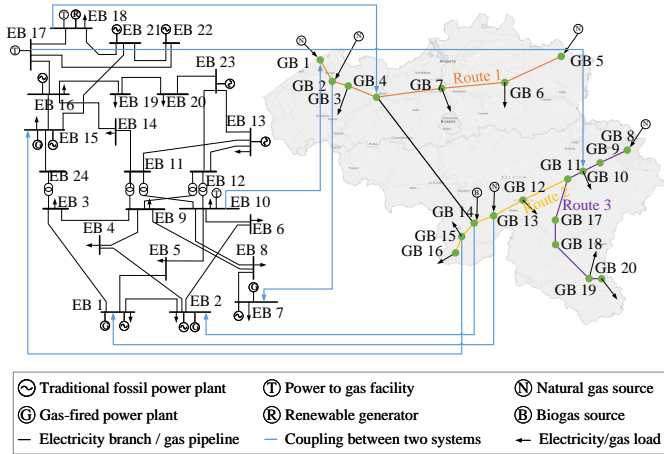 EB 18
EB 17
T
R
EB 21
EB 22
EB 23
EB 16
EB 19
EB 20
EB 15
G
EB 14
EB 13
EB 24
EB 11
EB 12
T
EB 3
EB 9
EB 10
EB 4
EB 6
EB 5
EB 8
EB 1
EB 2
EB 7
G
G
G
T
N
GB 1
N
GB 2
GB 3
GB 4
GB 7
Route 1
GB 6
N
GB 5
N
GB 8
GB 9
GB 11
GB 10
B
N
GB 12
Route 2
GB 14
GB 13
GB 15
GB 16
Route 3
GB 17
GB 18
GB 20
GB 19
Traditional fossil power plant
T Power to gas facility
N Natural gas source
G Gas-fired power plant
R Renewable generator
B Biogas source
Electricity branch / gas pipeline
Coupling between two systems
Electricity/gas load